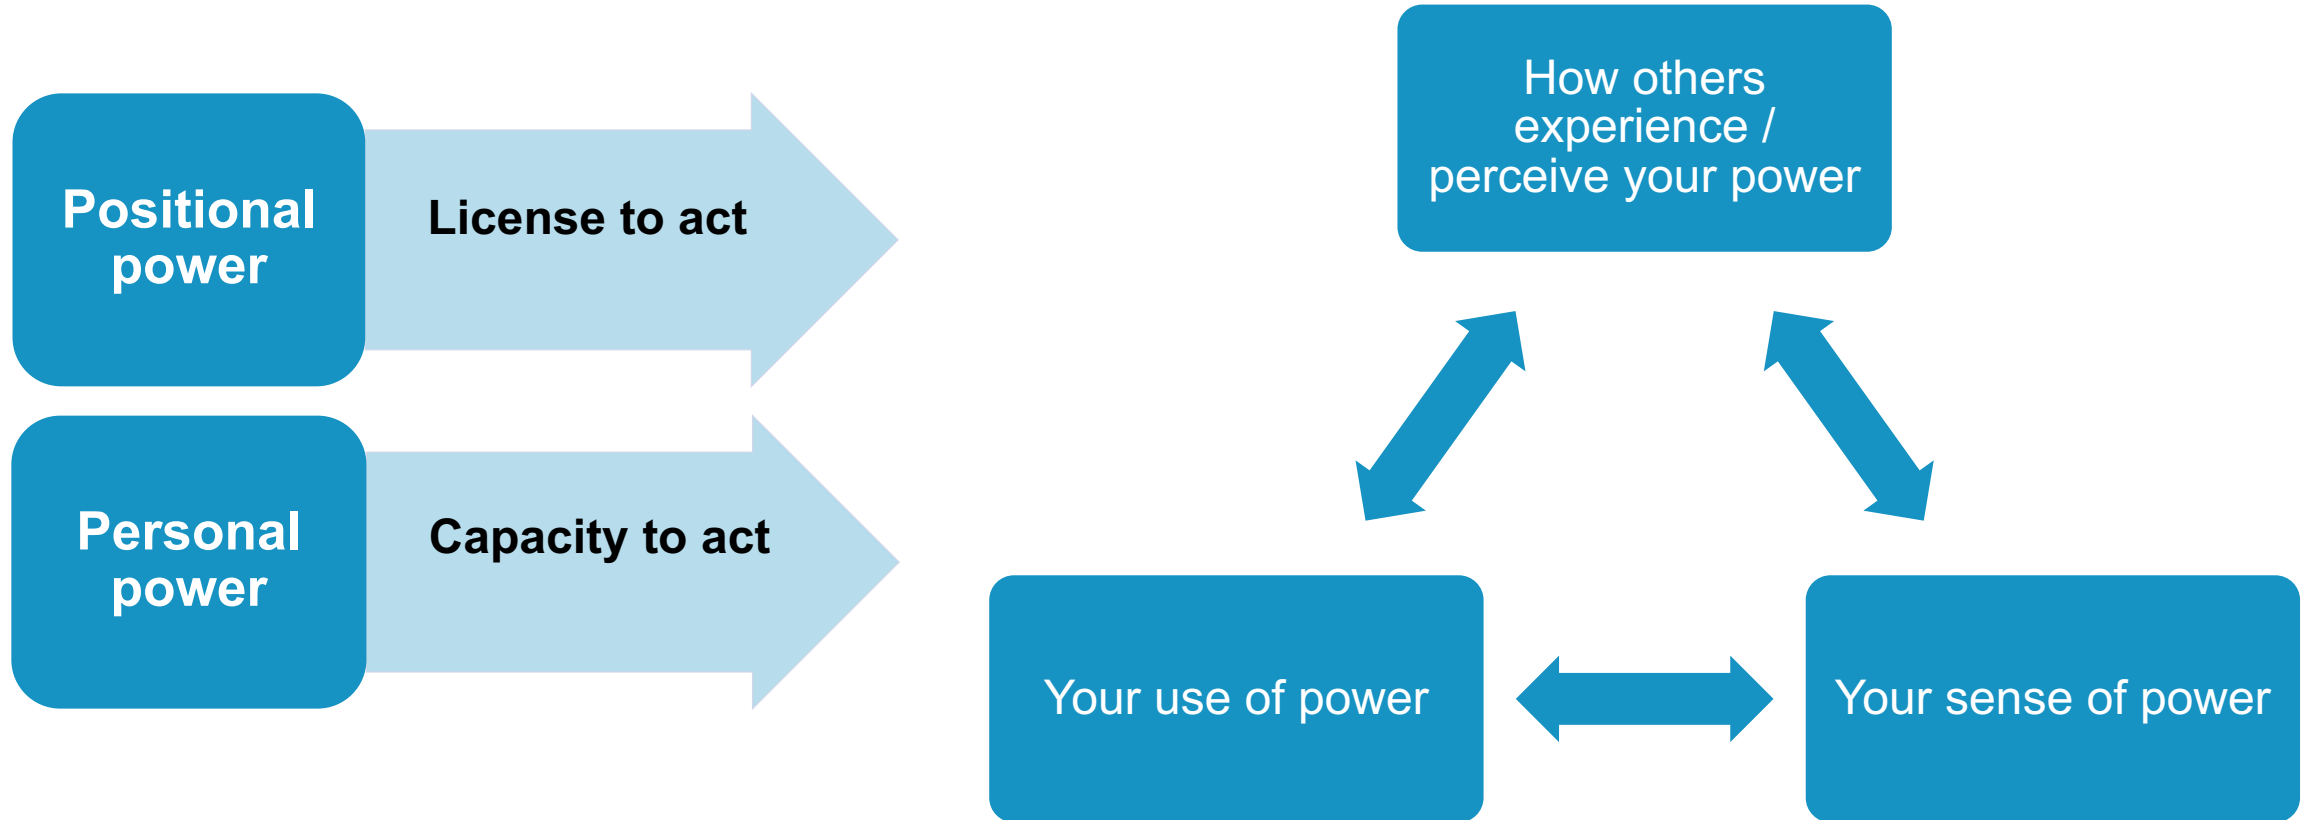 Positional
power
License to act
Personal
power
Capacity to act
How others
experience /
perceive your power
Your use of power
Your sense of power